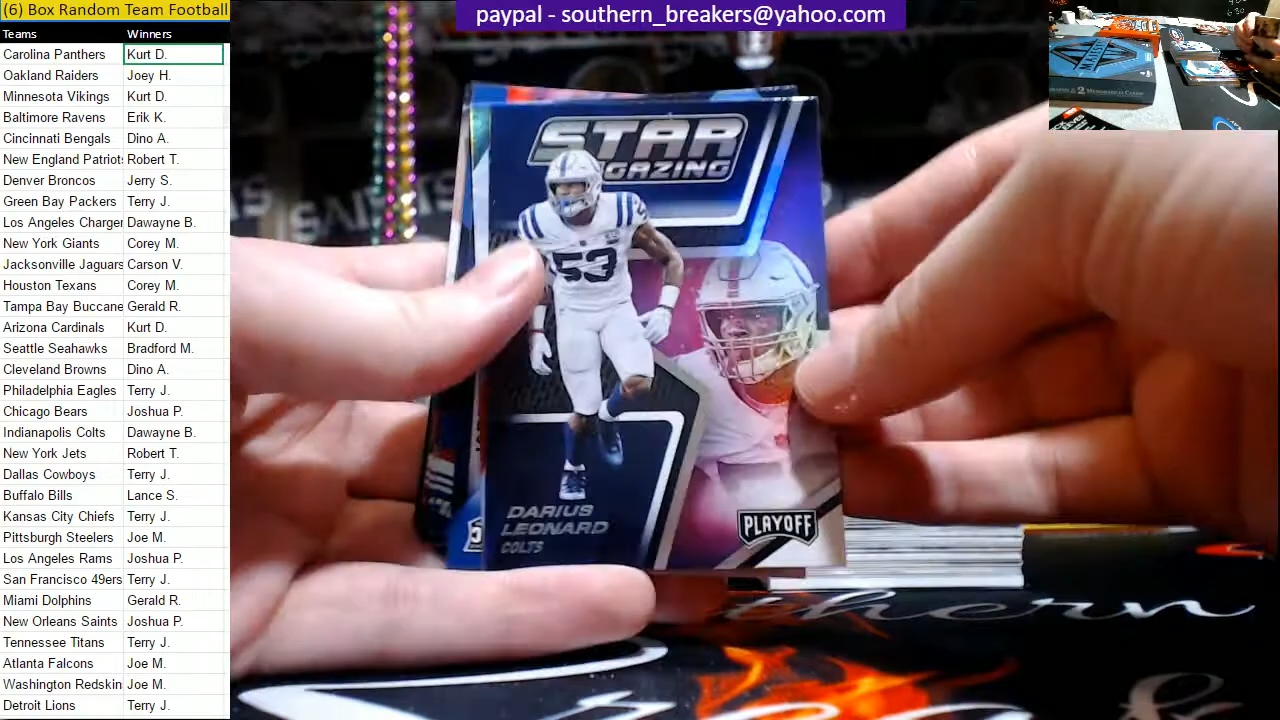 (6) Box Random Team Football
Teams Winners
Carolina Panthers Kurt D.
Oakland Raiders Joey H.
Minnesota Vikings Kurt D.
Baltimore Ravens Erik K.
Cincinnati Bengals Dino A.
New England Patriots Robert T.
Denver Broncos Jerry S.
Green Bay Packers Terry J.
Los Angeles Charger Dawayne B.
New York Giants Corey M.
Jacksonville Jaguars Carson V.
Houston Texans Corey M.
Tampa Bay Buccane Gerald R.
Arizona Cardinals Kurt D.
Seattle Seahawks Bradford M.
Cleveland Browns Dino A.
Philadelphia Eagles Terry J.
Chicago Bears Joshua P.
Indianapolis Colts Dawayne B.
New York Jets Robert T.
Dallas Cowboys Terry J.
Buffalo Bills Lance S.
Kansas City Chiefs Terry J.
Pittsburgh Steelers Joe M.
Los Angeles Rams Joshua P.
San Francisco 49ers Terry J.
Miami Dolphins Gerald R.
New Orleans Saints Joshua P.
Tennessee Titans Terry J.
Atlanta Falcons Joe M.
Washington Redskin Joe M.
Detroit Lions Terry J.
paypal - southern_breakers@yahoo.com
STAR
GAZING
53
DARIUS
LEONARD
COLTS
PLAYOFF